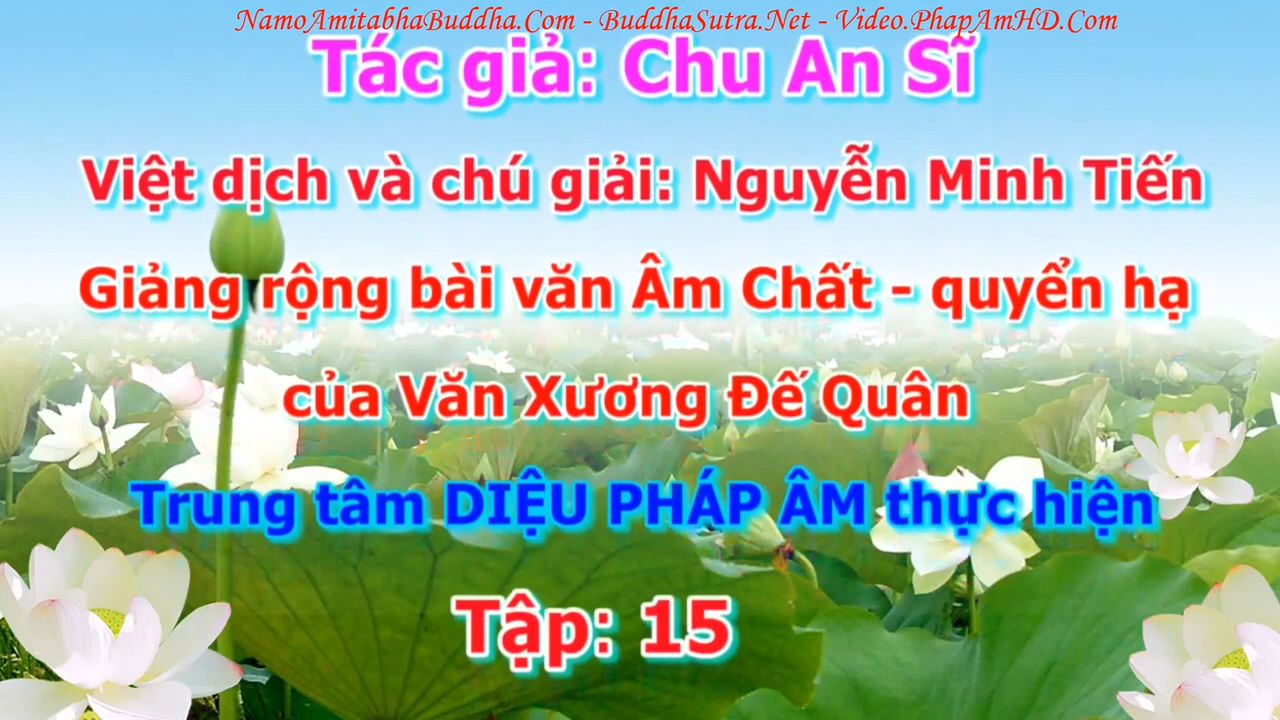 NamoAmitabhaBuddha.Com - BuddhaSutra.Net - Video.PhapAmHD.Com
Tác giả: Chu An Sĩ
Việt dịch và chú giải: Nguyễn Minh Tiến
Giảng rộng bài văn Âm Chất - quyển hạ
của Văn Xương Đế Quân
Trung tâm DIỆU PHÁP ÂM thực hiện
Tập: 15